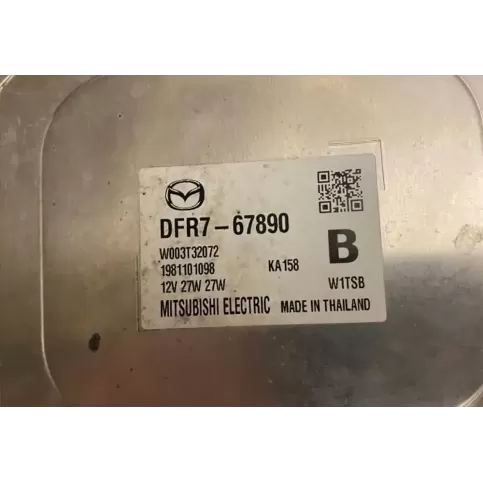 DFR7-67890
W003T32072
1981101098 KA158 B
12V 27W 27W W1TSB
MITSUBISHI ELECTRIC MADE IN THAILAND